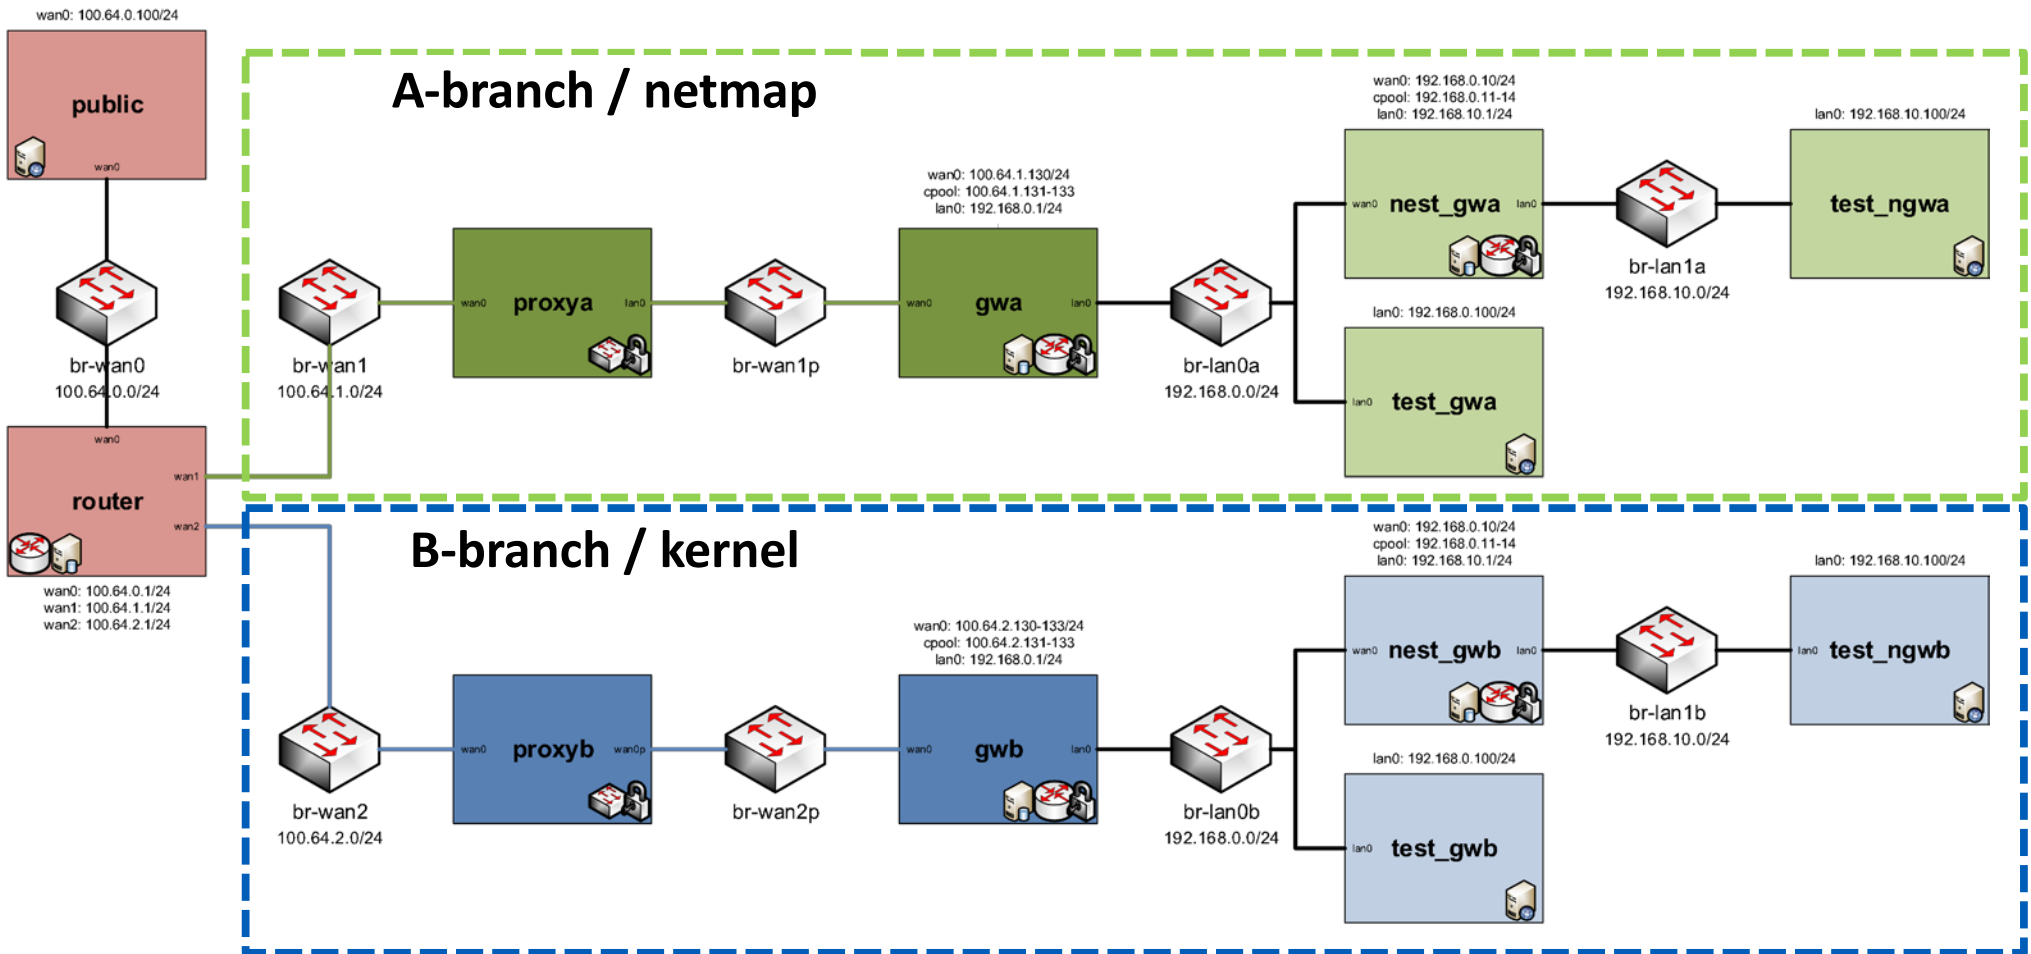 wan0: 100.64.0.100/24
public
wan0
br-wan0
100.64.0.0/24
wan0
wan1
router
wan2
wan0: 100.64.0.1/24
wan1: 100.64.1.1/24
wan2: 100.64.2.1/24
A-branch / netmap
br-wan1
100.64.1.0/24
wan0
proxya
lan0
br-wan1p
wan0: 100.64.1.130/24
cpool: 100.64.1.131-133
lan0: 192.168.0.1/24
wan0
gwa
lan0
br-lan0a
192.168.0.0/24
wan0: 192.168.0.10/24
cpool: 192.168.0.11-14
lan0: 192.168.10.1/24
wan0
nest_gwa
lan0
br-lan1a
192.168.10.0/24
lan0: 192.168.10.100/24
test_ngwa
lan0: 192.168.0.100/24
lan0
test_gwa
B-branch / kernel
br-wan2
100.64.2.0/24
wan0
proxyb
wan0p
br-wan2p
wan0: 100.64.2.130-133/24
cpool: 100.64.2.131-133
lan0: 192.168.0.1/24
wan0
gwb
lan0
br-lan0b
192.168.0.0/24
wan0: 192.168.0.10/24
cpool: 192.168.0.11-14
lan0: 192.168.10.1/24
wan0
nest_gwb
lan0
br-lan1b
192.168.10.0/24
lan0: 192.168.10.100/24
lan0
test_ngwb
lan0: 192.168.0.100/24
lan0
test_gwb